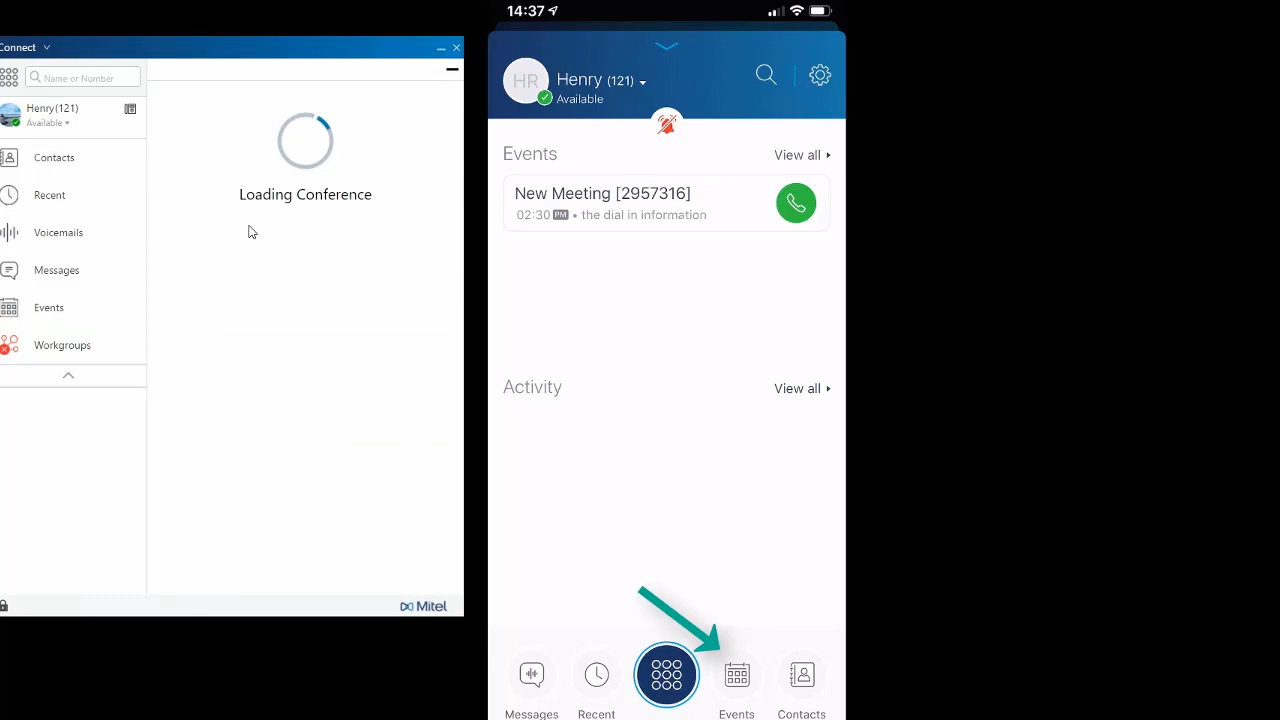 Connect
Name or Number
Henry(121)
Available
Contacts
Recent
Voicemails
Messages
Events
Workgroups
Loading Conference
Mitel
14:37
HR
Henry (121)
Available
Events
View all
New Meeting [2957316]
02:30 PM • the dial in information
Activity
View all
Messages
Recent
Events
Contacts